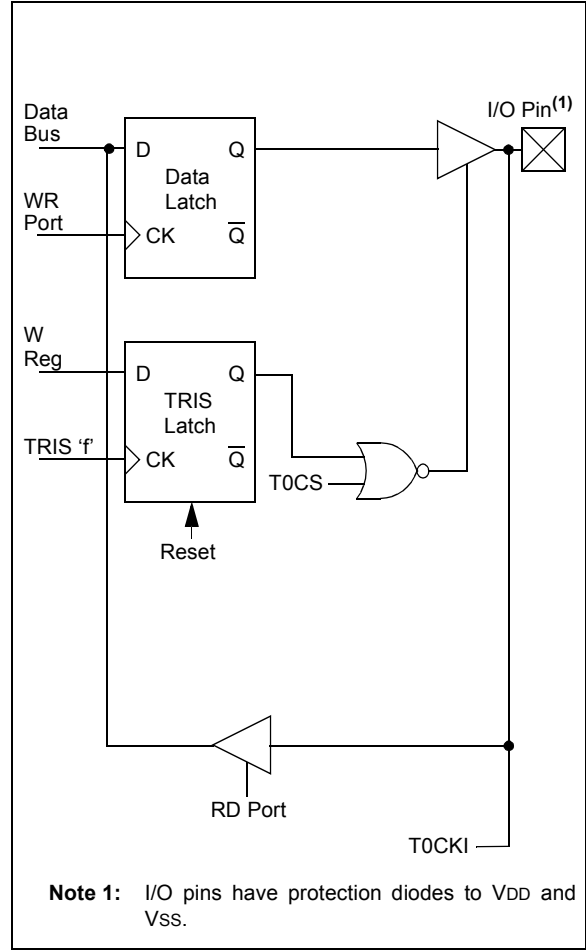 Data
Bus
I/O Pin(1)
D
Q
Data
Latch
WR
Port
CK
Q̅
W
Reg
D
Q
TRIS
Latch
TRIS ‘f’
CK
Q̅
T0CS
Reset
RD Port
T0CKI
Note 1: I/O pins have protection diodes to VDD and
VSS.